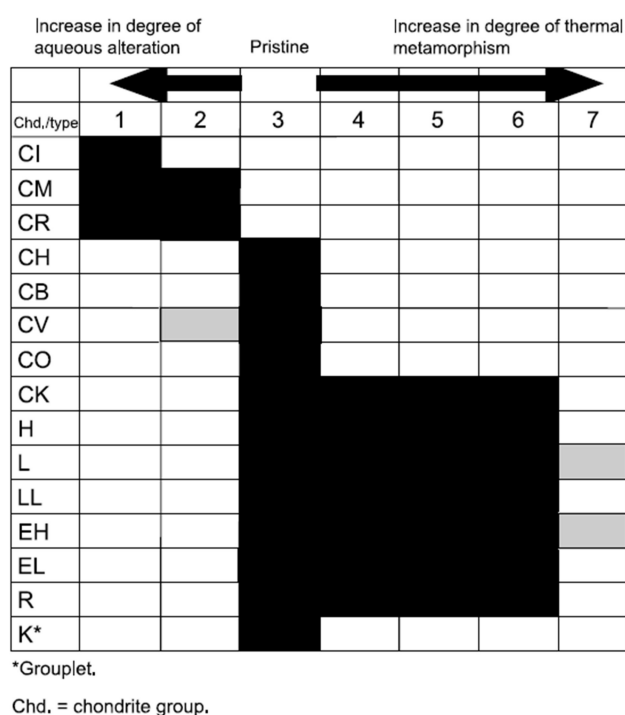 Increase in degree of
aqueous alteration
Pristine
Increase in degree of thermal
metamorphism
Chd./type 1 2 3 4 5 6 7
CI
CM
CR
CH
CB
CV
CO
CK
H
L
LL
EH
EL
R
K*
*Grouplet.
Chd. = chondrite group.